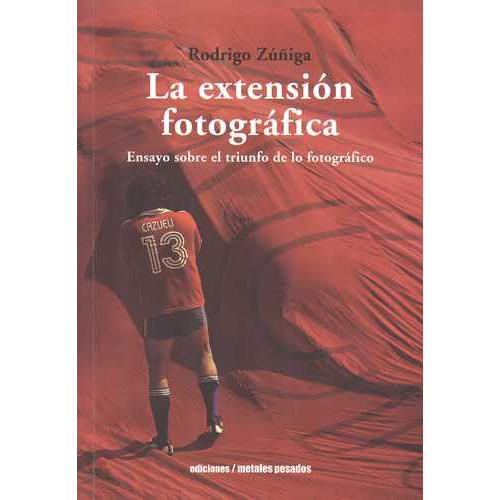 Rodrigo Zúñiga
La extensión
fotográfica
Ensayo sobre el triunfo de lo fotográfico
CAZUELI
13
ediciones / metales pesados